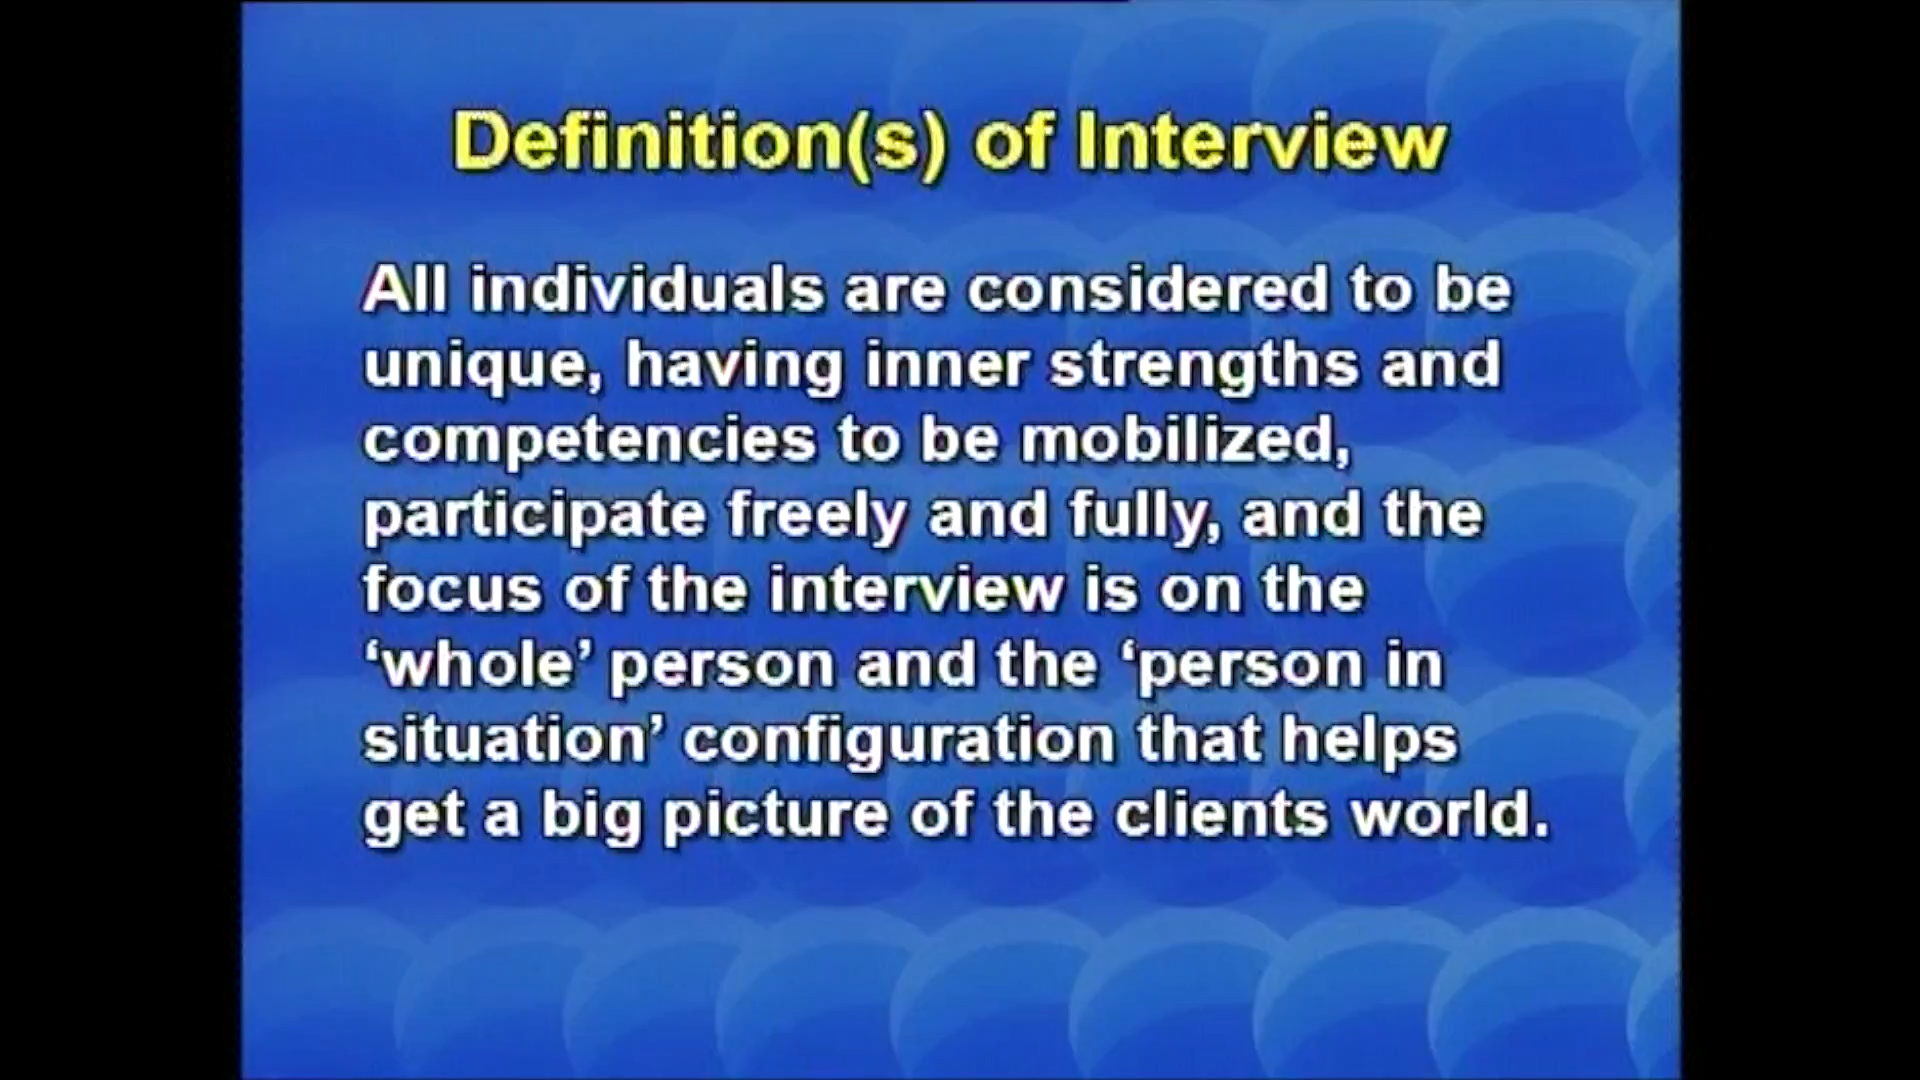 Definition(s) of Interview
All individuals are considered to be
unique, having inner strengths and
competencies to be mobilized,
participate freely and fully, and the
focus of the interview is on the
‘whole’ person and the ‘person in
situation’ configuration that helps
get a big picture of the clients world.